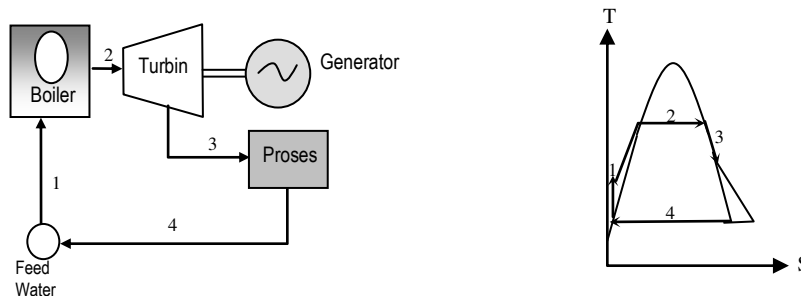 2
Turbin
Generator
Boiler
3
Proses
1
4
Feed
Water
T
2
3
1
4
S